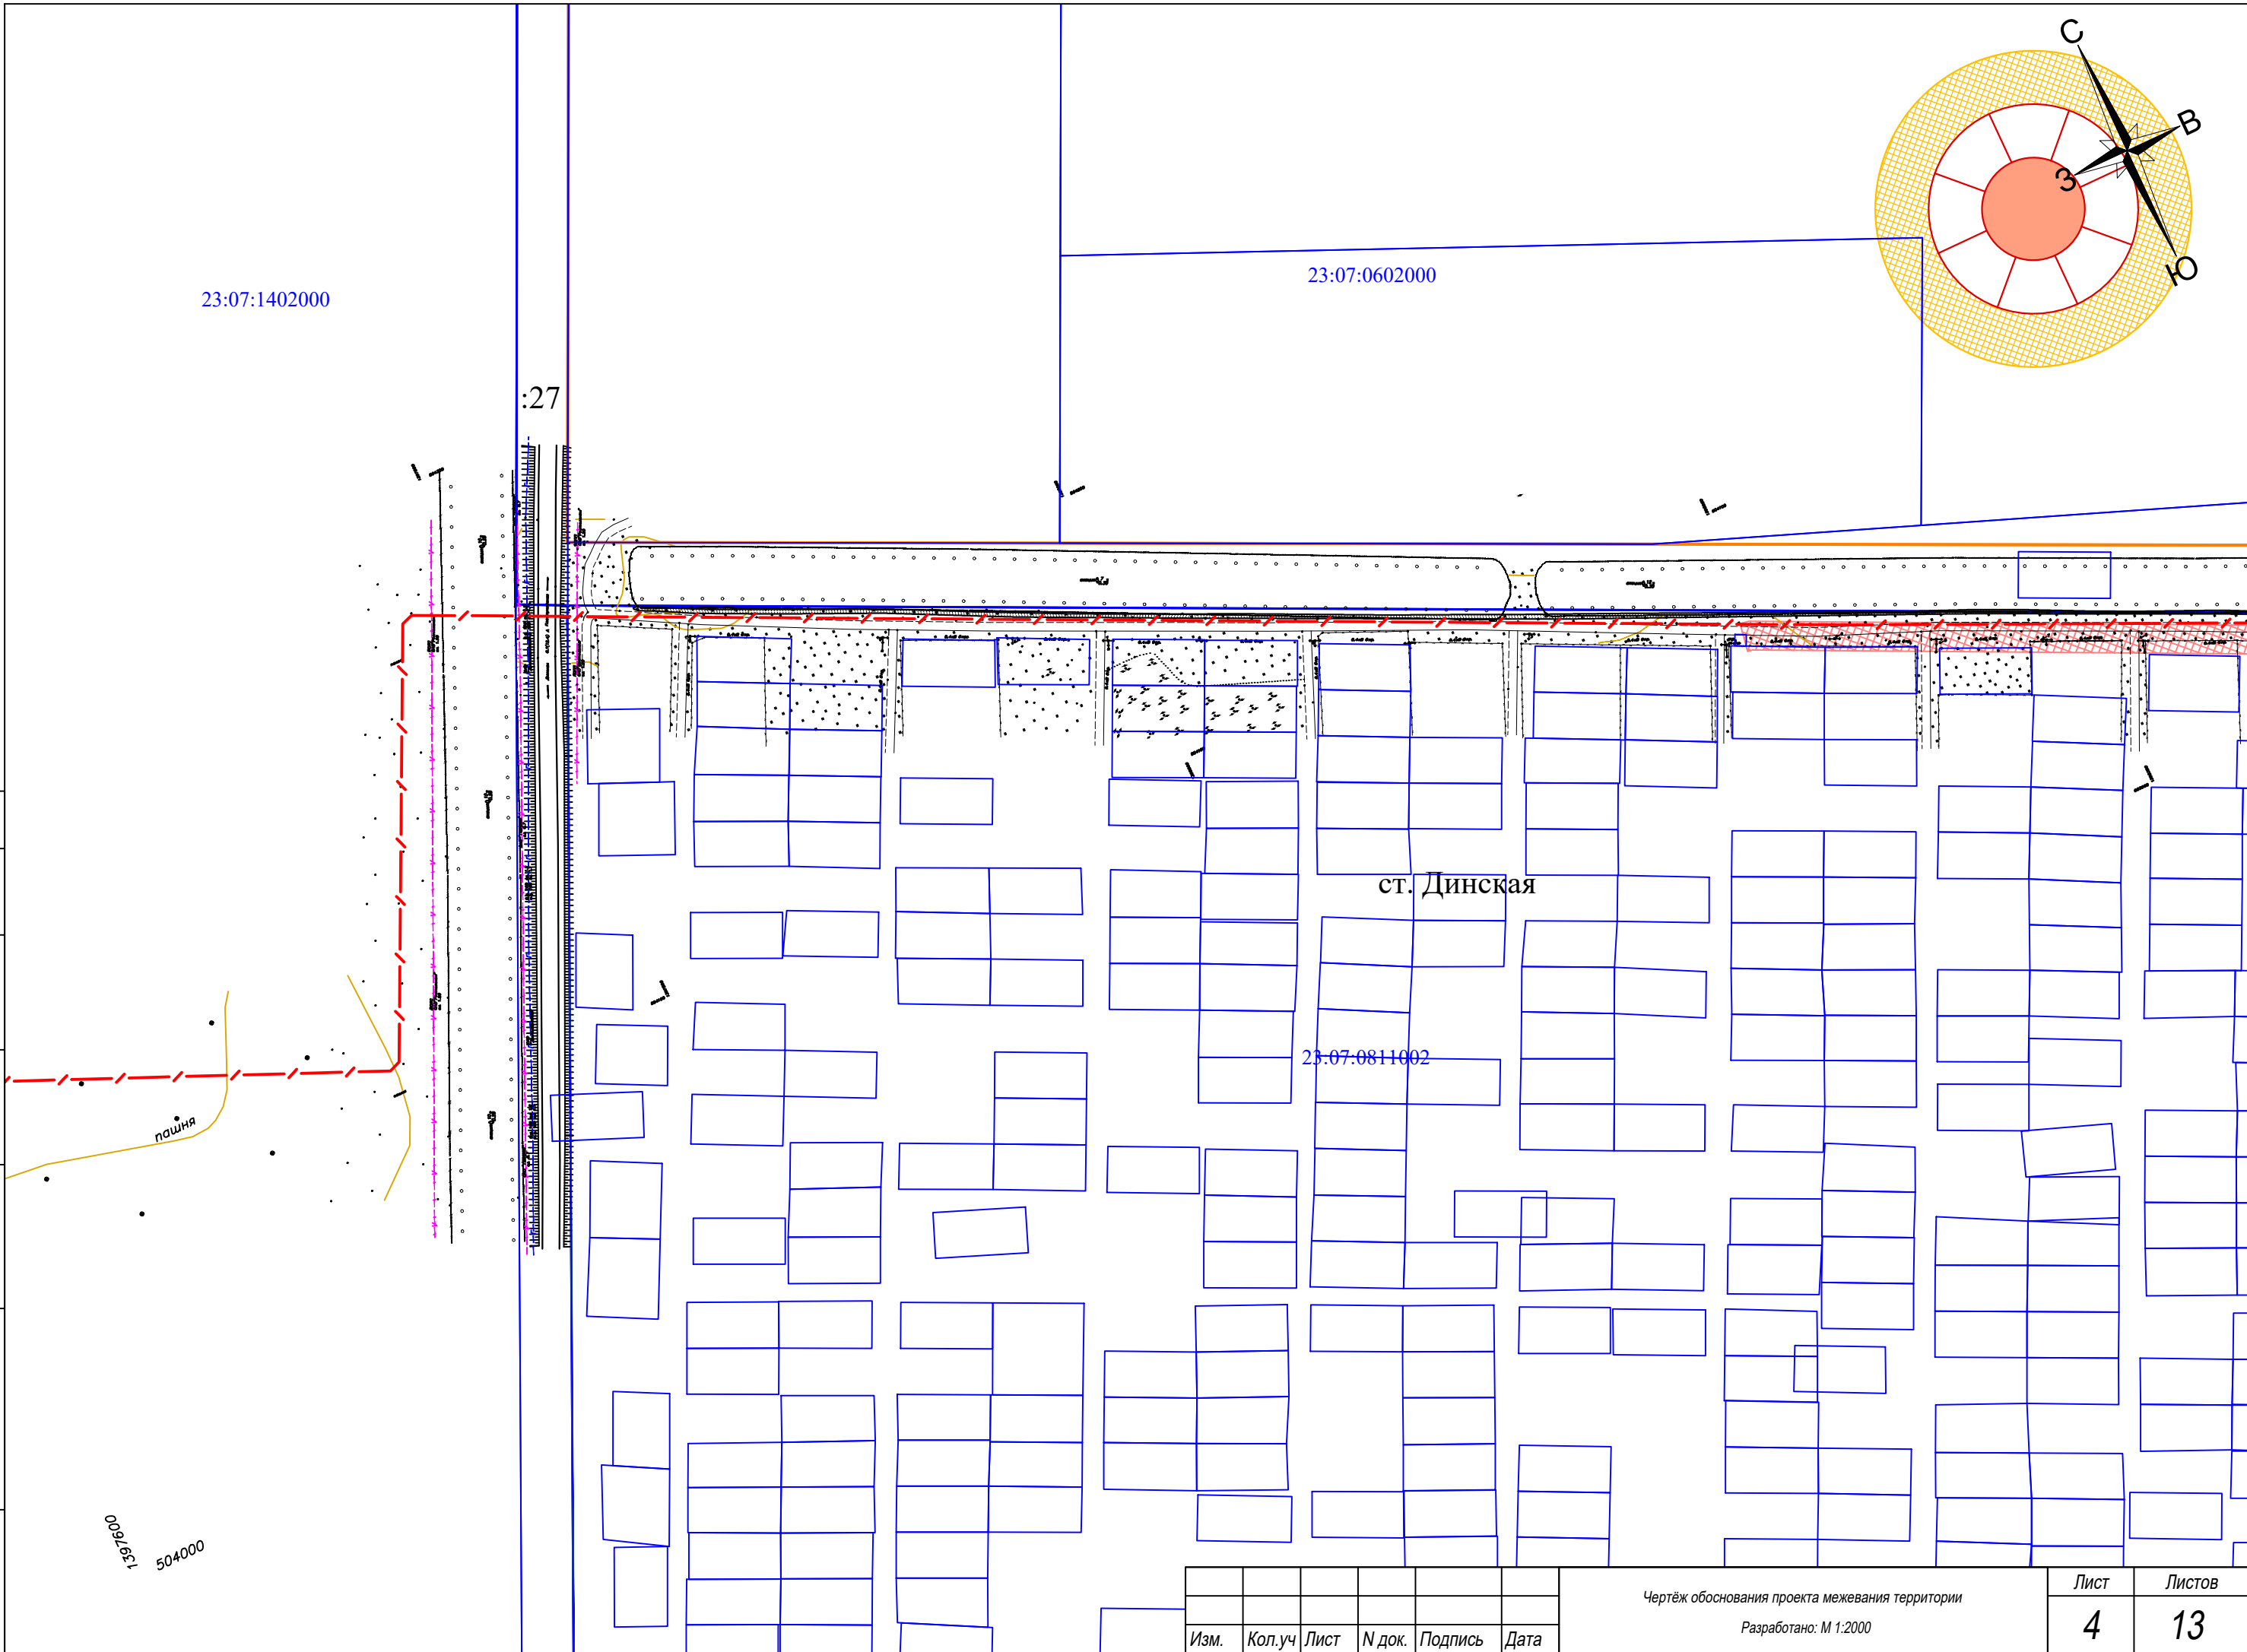 С
В
З
Ю
23:07:1402000
23:07:0602000
:27
ст. Динская
23:07:0811002
пашня
1397600
504000
Чертёж обоснования проекта межевания территории
Разработано: М 1:2000
Лист Листов
4 13
Изм. Кол.уч Лист N док. Подпись Дата